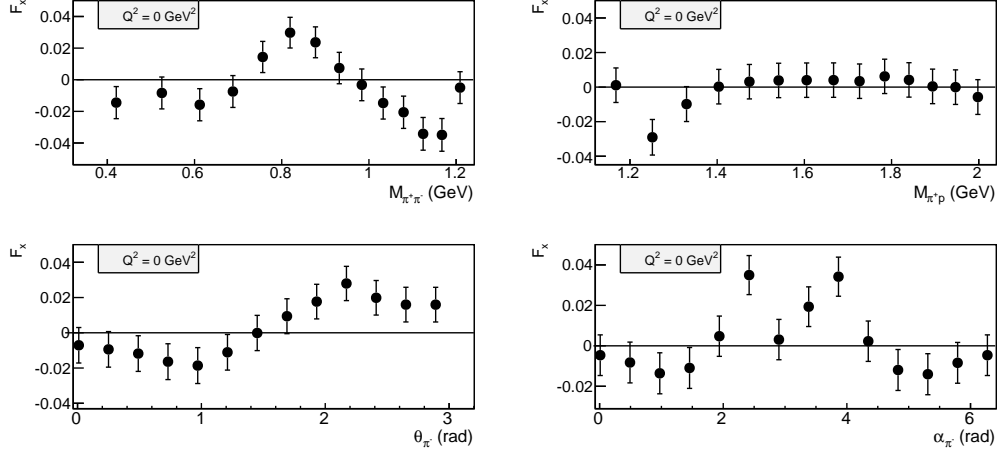 F_x
Q² = 0 GeV²
0.04
0.02
0
-0.02
-0.04
0.4 0.6 0.8 1 1.2
M_π⁺π⁻ (GeV)
F_x
Q² = 0 GeV²
0.04
0.02
0
-0.02
-0.04
1.2 1.4 1.6 1.8 2
M_π⁺p (GeV)
F_x
Q² = 0 GeV²
0.04
0.02
0
-0.02
-0.04
0 1 2 3
θ_π⁻ (rad)
F_x
Q² = 0 GeV²
0.04
0.02
0
-0.02
0 2 4 6
α_π⁻ (rad)